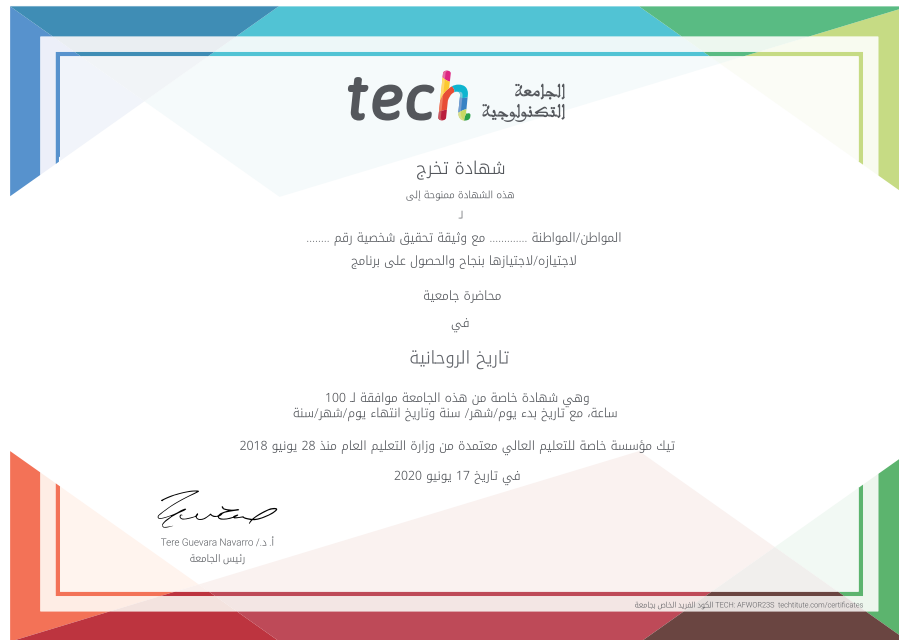 tech الجامعة
التكنولوجية
شهادة تخرج
هذه الشهادة ممنوحة إلى
لـ
المواطن/المواطنة ............ مع وثيقة تحقيق شخصية رقم ........
لاجتيازه/لاجتيازها بنجاح والحصول على برنامج
محاضرة جامعية
في
تاريخ الروحانية
وهي شهادة خاصة من هذه الجامعة موافقة لـ 100
ساعة، مع تاريخ بدء يوم/شهر/ سنة وتاريخ انتهاء يوم/شهر/سنة
تيك مؤسسة خاصة للتعليم العالي معتمدة من وزارة التعليم العام منذ 28 يونيو 2018
في تاريخ 17 يونيو 2020
أ. د./ Tere Guevara Navarro
رئيس الجامعة
الكود الفريد الخاص بجامعة TECH: AFWOR23S techtitute.com/certificates